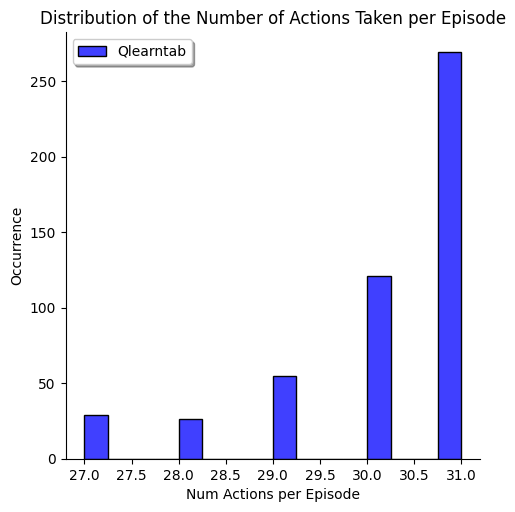 Distribution of the Number of Actions Taken per Episode
Qlearntab
250
200
150
100
50
0
Occurrence
27.0 27.5 28.0 28.5 29.0 29.5 30.0 30.5 31.0
Num Actions per Episode